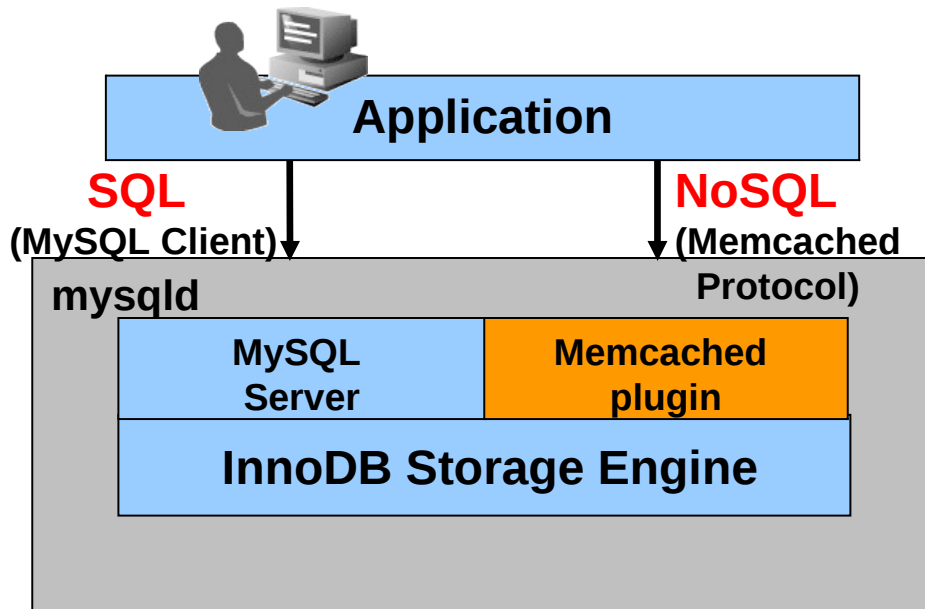 Application
SQL
(MySQL Client)
NoSQL
(Memcached
Protocol)
mysqld
MySQL
Server
Memcached
plugin
InnoDB Storage Engine